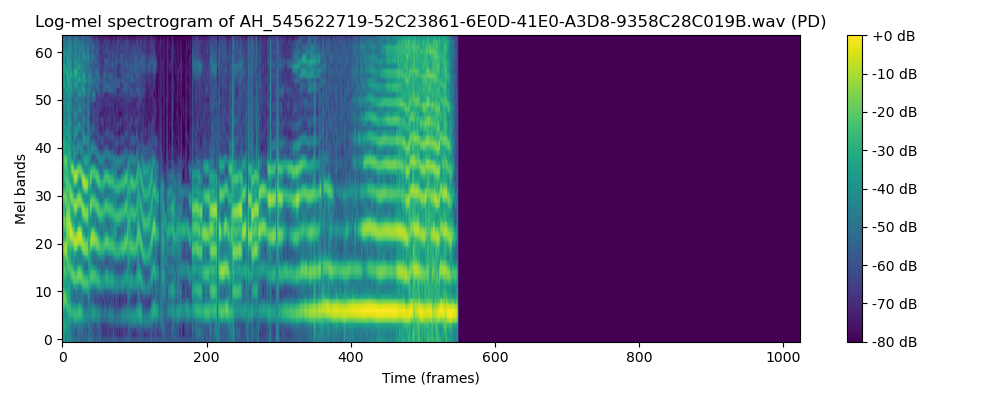 Log-mel spectrogram of AH_545622719-52C23861-6E0D-41E0-A3D8-9358C28C019B.wav (PD)
Mel bands
60
50
40
30
20
10
0
0 200 400 600 800 1000
Time (frames)
+0 dB
-10 dB
-20 dB
-30 dB
-40 dB
-50 dB
-60 dB
-70 dB
-80 dB